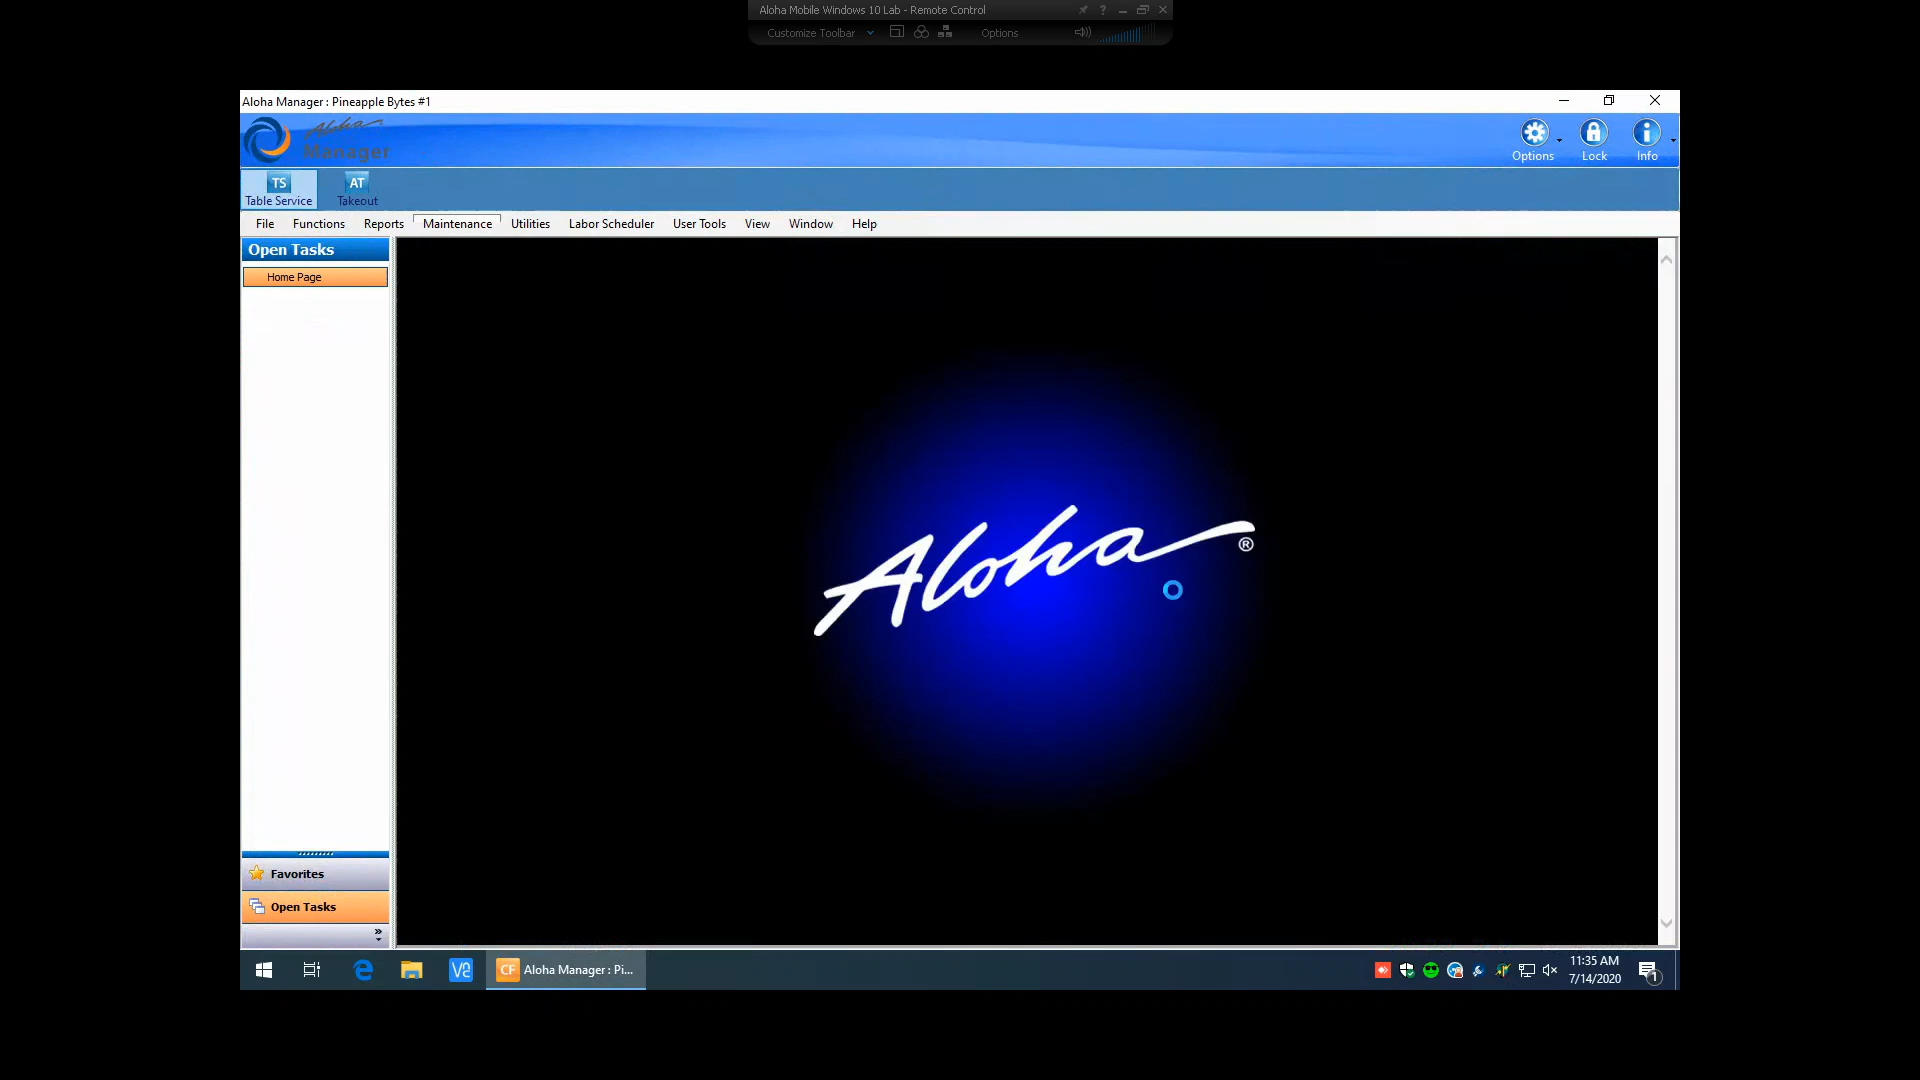 Aloha Mobile Windows 10 Lab - Remote Control
Customize Toolbar
Options
Aloha Manager : Pineapple Bytes #1
Aloha
Manager
Options
Lock
Info
TS
Table Service
AT
Takeout
File Functions Reports Maintenance Utilities Labor Scheduler User Tools View Window Help
Open Tasks
Home Page
Aloha ®
Favorites
Open Tasks
CF Aloha Manager : Pi...
11:35 AM
7/14/2020
1